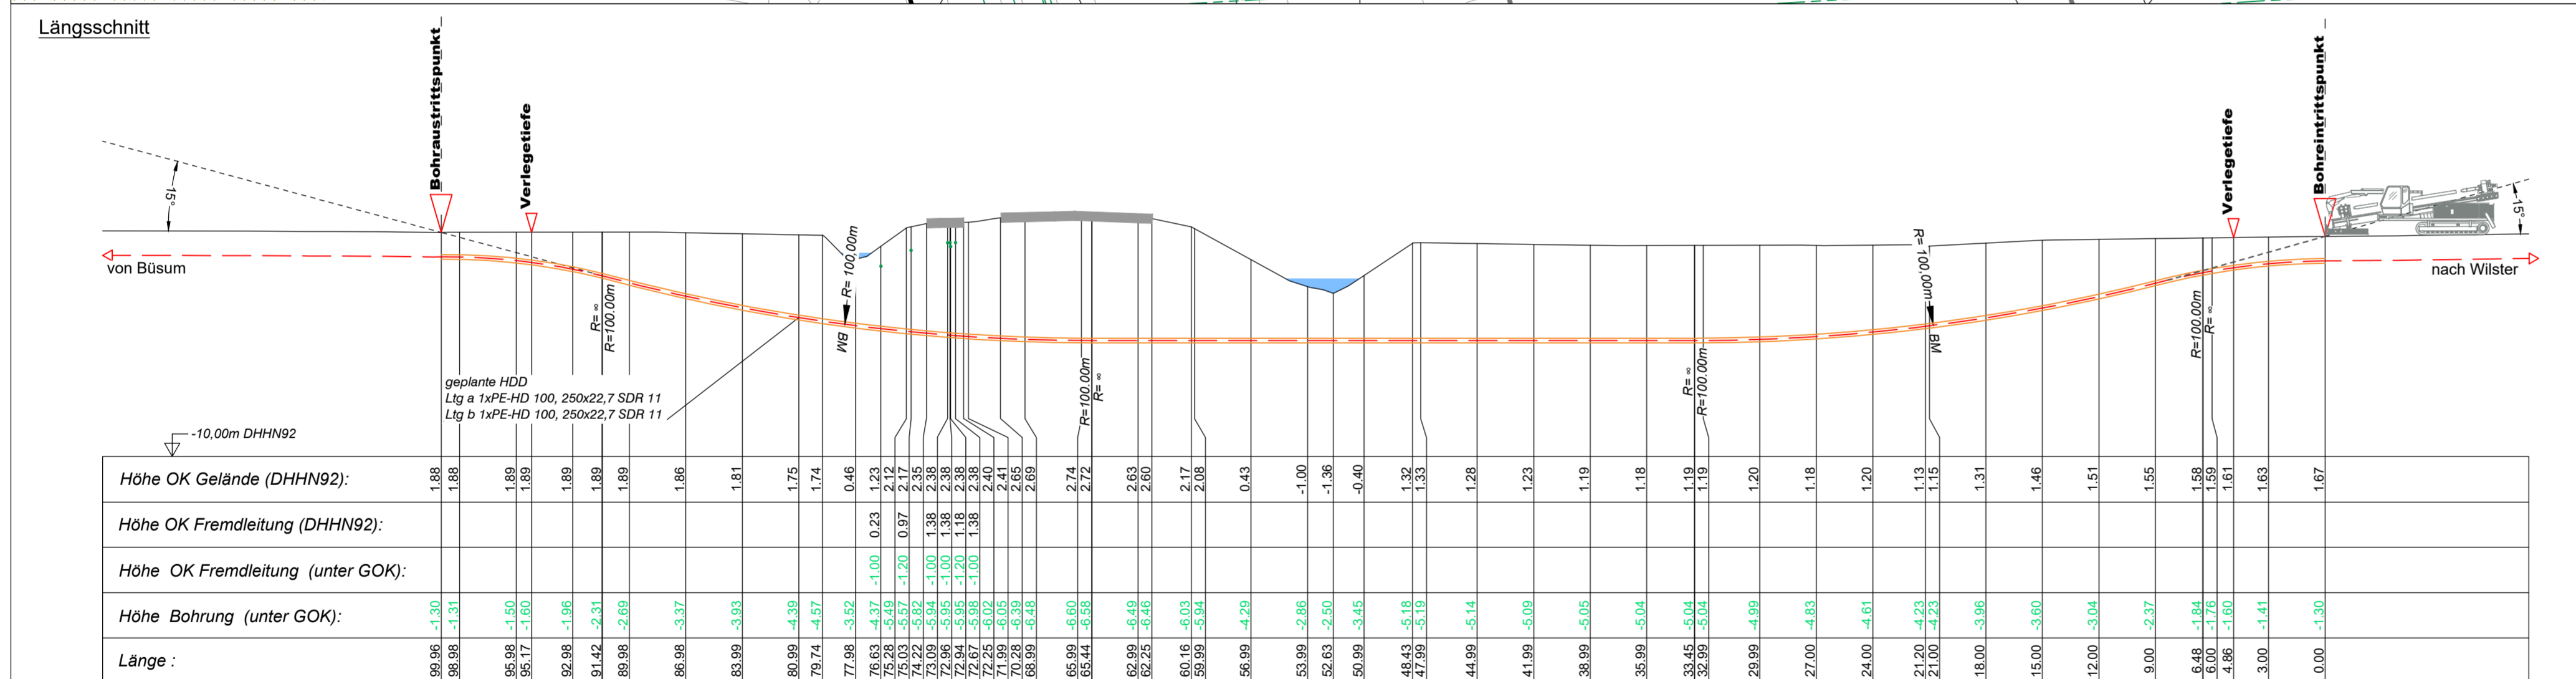 Längsschnitt
Bohraustrittspunkt
Verlegetiefe
Verlegetiefe
Bohreintrittspunkt
15°
15°
von Büsum
nach Wilster
R= ∞
R=100.00m
R= 100,00m
BM
R=100.00m
R= ∞
R= ∞
R=100.00m
R= 100.00m
BM
R=100.00m
R= ∞
geplante HDD
Ltg a 1xPE-HD 100, 250x22,7 SDR 11
Ltg b 1xPE-HD 100, 250x22,7 SDR 11
-10,00m DHHN92
Höhe OK Gelände (DHHN92): 1.88 1.88 1.89 1.89 1.89 1.89 1.89 1.86 1.81 1.75 1.74 0.46 1.23 2.12 2.17 2.35 2.38 2.38 2.38 2.38 2.40 2.41 2.65 2.69 2.74 2.72 2.63 2.60 2.17 2.08 0.43 -1.00 -1.36 -0.40 1.32 1.33 1.28 1.23 1.19 1.18 1.19 1.19 1.20 1.18 1.20 1.13 1.15 1.31 1.46 1.51 1.55 1.58 1.59 1.61 1.63 1.67
Höhe OK Fremdleitung (DHHN92): 0.23 0.97 1.38 1.38 1.18 1.38
Höhe OK Fremdleitung (unter GOK): -1.00 -1.20 -1.00 -1.00 -1.20 -1.00
Höhe Bohrung (unter GOK): -1.30 -1.31 -1.50 -1.60 -1.96 -2.31 -2.69 -3.37 -3.93 -4.39 -4.57 -3.52 -4.37 -5.49 -5.57 -5.82 -5.94 -5.95 -5.95 -5.98 -6.02 -6.05 -6.39 -6.48 -6.60 -6.58 -6.49 -6.46 -6.03 -5.94 -4.29 -2.86 -2.50 -3.45 -5.18 -5.19 -5.14 -5.09 -5.05 -5.04 -5.04 -5.04 -4.99 -4.83 -4.61 -4.23 -4.23 -3.96 -3.60 -3.04 -2.37 -1.84 -1.76 -1.60 -1.41 -1.30
Länge : 99.96 98.98 95.98 95.17 92.98 91.42 89.98 86.98 83.99 80.99 79.74 77.98 76.63 75.28 75.03 74.22 73.09 72.96 72.94 72.67 72.25 71.99 70.28 68.99 65.99 65.44 62.99 62.25 60.16 59.99 56.99 53.99 52.63 50.99 48.43 47.99 44.99 41.99 38.99 35.99 33.45 32.99 29.99 27.00 24.00 21.20 21.00 18.00 15.00 12.00 9.00 6.48 6.00 4.86 3.00 0.00